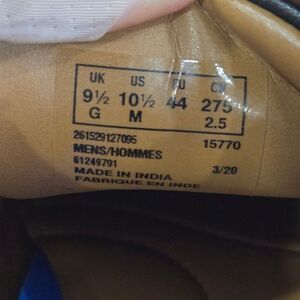 UK US EU CN
9½ 10½ 44 275
G M 2.5
261529127095 15770
MENS/HOMMES
61249791 3/20
MADE IN INDIA
FABRIQUE EN INDE